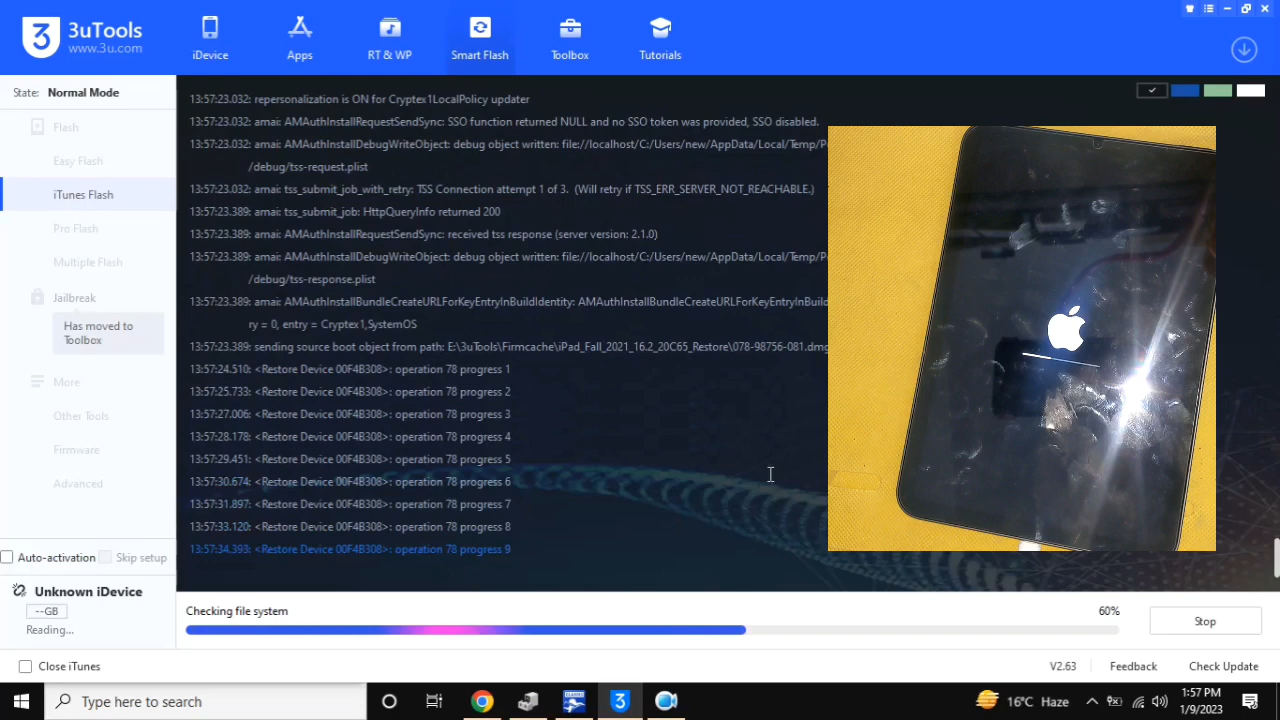 3 3uTools
www.3u.com
iDevice
Apps
RT & WP
Smart Flash
Toolbox
Tutorials
State: Normal Mode
Flash
Easy Flash
iTunes Flash
Pro Flash
Multiple Flash
Jailbreak
Has moved to
Toolbox
More
Other Tools
Firmware
Advanced
Auto-activation Skip setup
Unknown iDevice
--GB
Reading...
13:57:23.032: repersonalization is ON for Cryptex1LocalPolicy updater
13:57:23.032: amai: AMAuthInstallRequestSendSync: SSO function returned NULL and no SSO token was provided, SSO disabled.
13:57:23.032: amai: AMAuthInstallDebugWriteObject: debug object written: file://localhost/C:/Users/new/AppData/Local/Temp/
/debug/tss-request.plist
13:57:23.032: amai: tss_submit_job_with_retry: TSS Connection attempt 1 of 3. (Will retry if TSS_ERR_SERVER_NOT_REACHABLE.)
13:57:23.389: amai: tss_submit_job: HttpQueryInfo returned 200
13:57:23.389: amai: AMAuthInstallRequestSendSync: received tss response (server version: 2.1.0)
13:57:23.389: amai: AMAuthInstallDebugWriteObject: debug object written: file://localhost/C:/Users/new/AppData/Local/Temp/
/debug/tss-response.plist
13:57:23.389: amai: AMAuthInstallBundleCreateURLForKeyEntryInBuildIdentity: AMAuthInstallBundleCreateURLForKeyEntryInBuild
ry = 0, entry = Cryptex1,SystemOS
13:57:23.389: sending source boot object from path: E:\3uTools\Firmcache\iPad_Fall_2021_16.2_20C65_Restore\078-98756-081.dmg
13:57:24.510: <Restore Device 00F4B308>: operation 78 progress 1
13:57:25.733: <Restore Device 00F4B308>: operation 78 progress 2
13:57:27.006: <Restore Device 00F4B308>: operation 78 progress 3
13:57:28.178: <Restore Device 00F4B308>: operation 78 progress 4
13:57:29.451: <Restore Device 00F4B308>: operation 78 progress 5
13:57:30.674: <Restore Device 00F4B308>: operation 78 progress 6
13:57:31.897: <Restore Device 00F4B308>: operation 78 progress 7
13:57:33.120: <Restore Device 00F4B308>: operation 78 progress 8
13:57:34.393: <Restore Device 00F4B308>: operation 78 progress 9
Checking file system
60%
Stop
Close iTunes
V2.63
Feedback
Check Update
Type here to search
3
16°C Haze
1:57 PM
1/9/2023